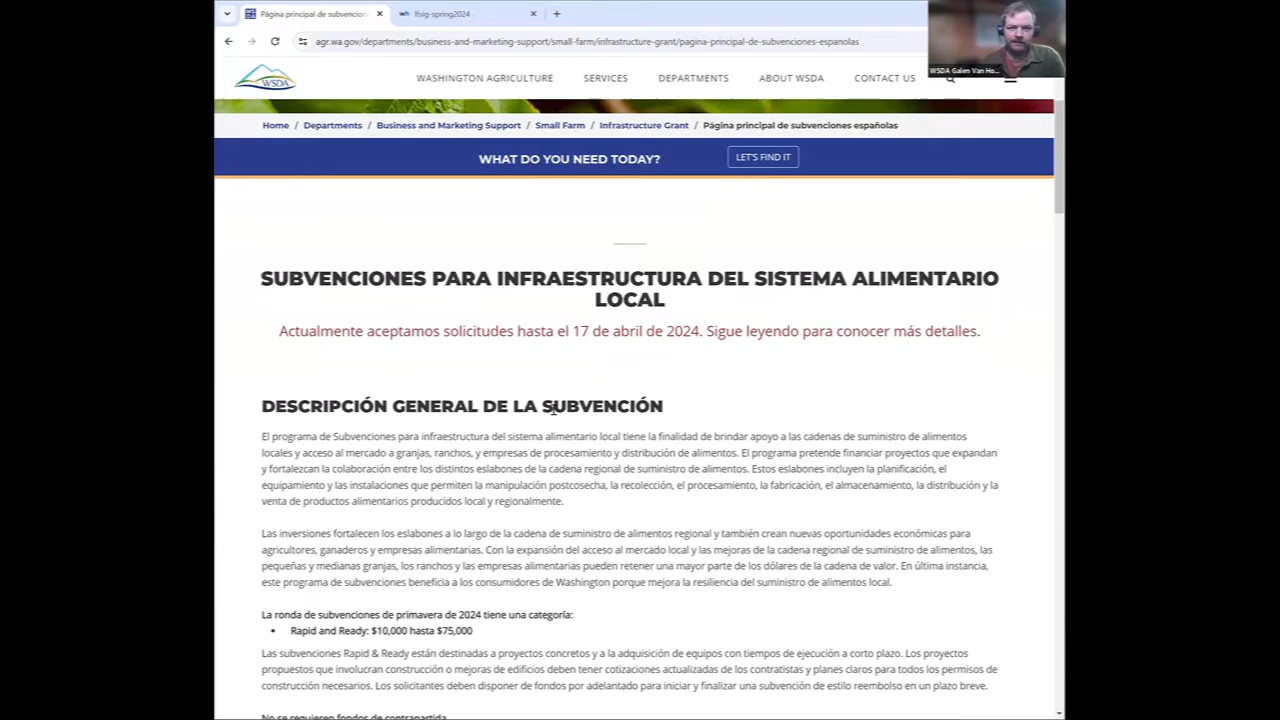 Página principal de subvencion
lfsig-spring2024
agr.wa.gov/departments/business-and-marketing-support/small-farm/infrastructure-grant/pagina-principal-de-subvenciones-espanolas
WSDA Galen Van Ho...
WSDA
WASHINGTON AGRICULTURE SERVICES DEPARTMENTS ABOUT WSDA CONTACT US
Home / Departments / Business and Marketing Support / Small Farm / Infrastructure Grant / Página principal de subvenciones españolas
WHAT DO YOU NEED TODAY? LET'S FIND IT
SUBVENCIONES PARA INFRAESTRUCTURA DEL SISTEMA ALIMENTARIO
LOCAL
Actualmente aceptamos solicitudes hasta el 17 de abril de 2024. Sigue leyendo para conocer más detalles.
DESCRIPCIÓN GENERAL DE LA SUBVENCIÓN
El programa de Subvenciones para infraestructura del sistema alimentario local tiene la finalidad de brindar apoyo a las cadenas de suministro de alimentos
locales y acceso al mercado a granjas, ranchos, y empresas de procesamiento y distribución de alimentos. El programa pretende financiar proyectos que expandan
y fortalezcan la colaboración entre los distintos eslabones de la cadena regional de suministro de alimentos. Estos eslabones incluyen la planificación, el
equipamiento y las instalaciones que permiten la manipulación postcosecha, la recolección, el procesamiento, la fabricación, el almacenamiento, la distribución y la
venta de productos alimentarios producidos local y regionalmente.
Las inversiones fortalecen los eslabones a lo largo de la cadena de suministro de alimentos regional y también crean nuevas oportunidades económicas para
agricultores, ganaderos y empresas alimentarias. Con la expansión del acceso al mercado local y las mejoras de la cadena regional de suministro de alimentos, las
pequeñas y medianas granjas, los ranchos y las empresas alimentarias pueden retener una mayor parte de los dólares de la cadena de valor. En última instancia,
este programa de subvenciones beneficia a los consumidores de Washington porque mejora la resiliencia del suministro de alimentos local.
La ronda de subvenciones de primavera de 2024 tiene una categoría:
• Rapid and Ready: $10,000 hasta $75,000
Las subvenciones Rapid & Ready están destinadas a proyectos concretos y a la adquisición de equipos con tiempos de ejecución a corto plazo. Los proyectos
propuestos que involucran construcción o mejoras de edificios deben tener cotizaciones actualizadas de los contratistas y planes claros para todos los permisos de
construcción necesarios. Los solicitantes deben disponer de fondos por adelantado para iniciar y finalizar una subvención de estilo reembolso en un plazo breve.
No se requieren fondos de contrapartida